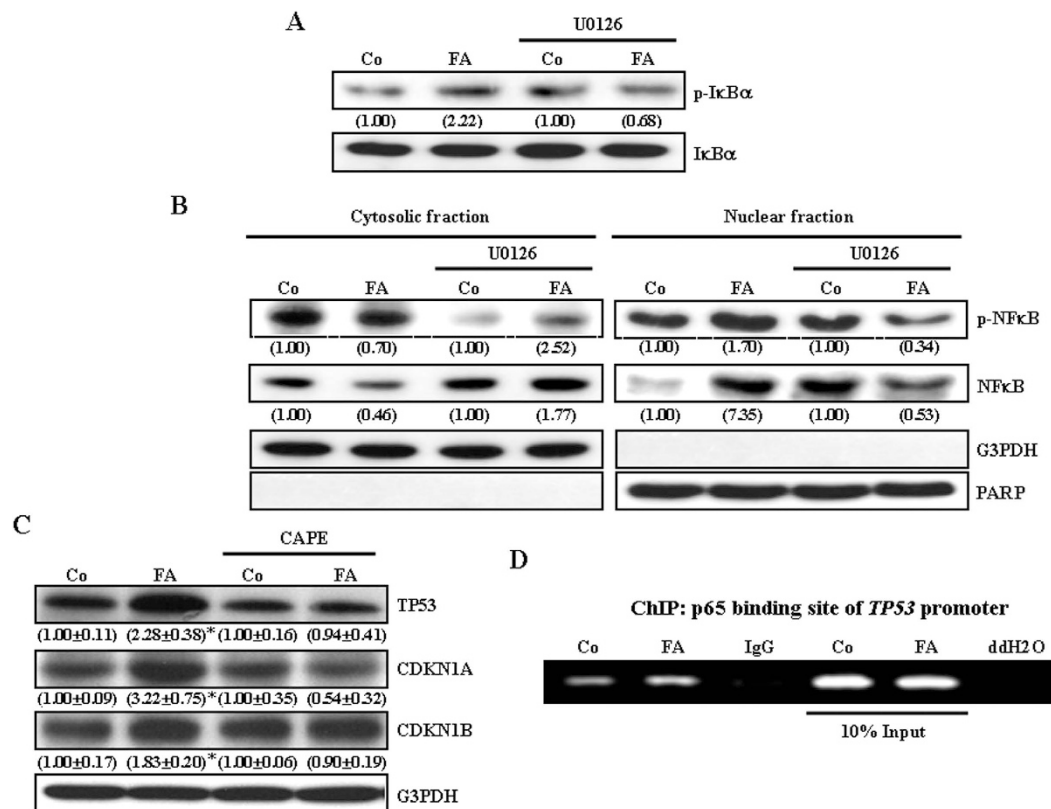 A
U0126
Co FA Co FA
p-IκBα
(1.00) (2.22) (1.00) (0.68)
IκBα
B
Cytosolic fraction Nuclear fraction
U0126 U0126
Co FA Co FA Co FA Co FA
p-NFκB
(1.00) (0.70) (1.00) (2.52) (1.00) (1.70) (1.00) (0.34)
NFκB
(1.00) (0.46) (1.00) (1.77) (1.00) (7.35) (1.00) (0.53)
G3PDH
PARP
C
CAPE
Co FA Co FA
TP53
(1.00±0.11) (2.28±0.38)* (1.00±0.16) (0.94±0.41)
CDKN1A
(1.00±0.09) (3.22±0.75)* (1.00±0.35) (0.54±0.32)
CDKN1B
(1.00±0.17) (1.83±0.20)* (1.00±0.06) (0.90±0.19)
G3PDH
D
ChIP: p65 binding site of TP53 promoter
Co FA IgG Co FA ddH2O
10% Input